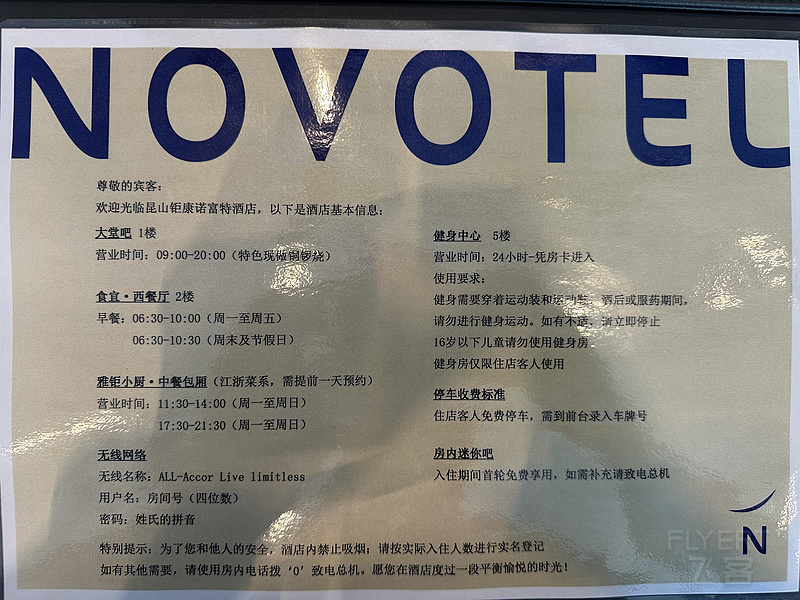 NOVOTEL
尊敬的宾客:
欢迎光临昆山钜康诺富特酒店，以下是酒店基本信息:
大堂吧 1楼
营业时间: 09:00-20:00 (特色现做铜锣烧)
食宜·西餐厅 2楼
早餐: 06:30-10:00 (周一至周五)
06:30-10:30 (周末及节假日)
雅钜小厨·中餐包厢 (江浙菜系，需提前一天预约)
营业时间: 11:30-14:00 (周一至周日)
17:30-21:30 (周一至周日)
无线网络
无线名称: ALL-Accor Live limitless
用户名: 房间号 (四位数)
密码: 姓氏的拼音
健身中心 5楼
营业时间: 24小时-凭房卡进入
使用要求:
健身需要穿着运动装和运动鞋，酒后或服药期间，
请勿进行健身运动。如有不适，请立即停止
16岁以下儿童请勿使用健身房
健身房仅限住店客人使用
停车收费标准
住店客人免费停车，需到前台录入车牌号
房内迷你吧
入住期间首轮免费享用，如需补充请致电总机
特别提示: 为了您和他人的安全，酒店内禁止吸烟; 请按实际入住人数进行实名登记
如有其他需要，请使用房内电话拨‘0’致电总机。愿您在酒店度过一段平衡愉悦的时光!
N
FLYER
飞客